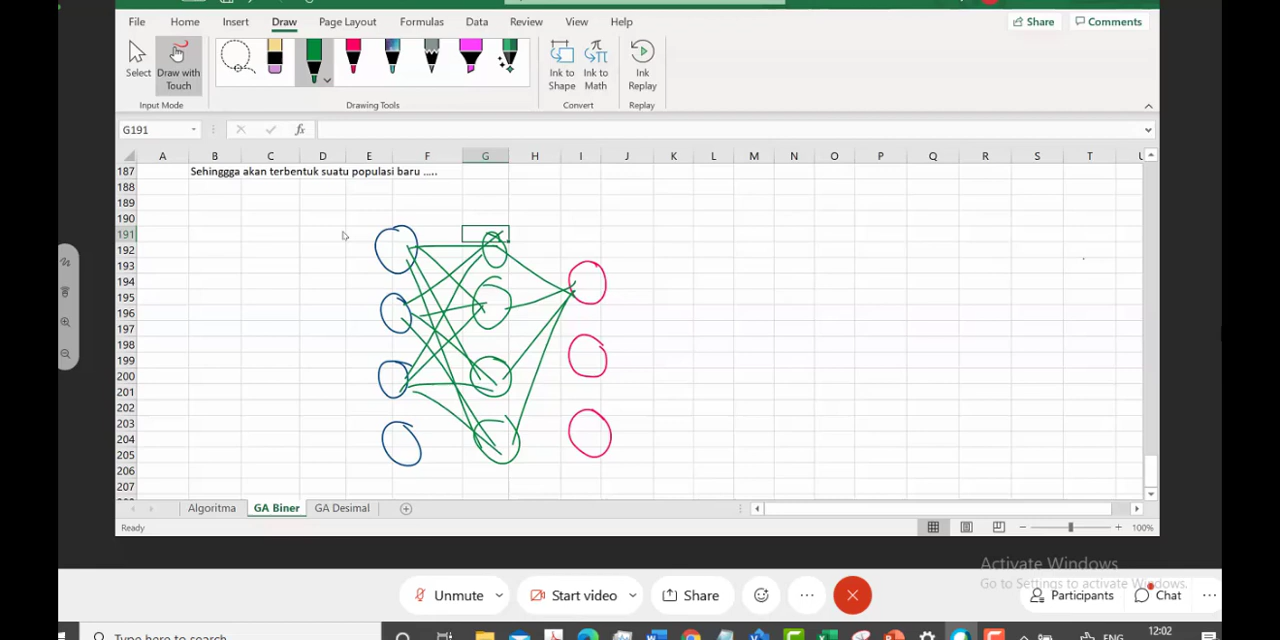 File Home Insert Draw Page Layout Formulas Data Review View Help Share Comments
Select Draw with Touch Ink to Shape Ink to Math Ink Replay
Input Mode Drawing Tools Convert Replay
G191 fx
A B C D E F G H I J K L M N O P Q R S T U
187 Sehinggga akan terbentuk suatu populasi baru .....
188
189
190
191
192
193
194
195
196
197
198
199
200
201
202
203
204
205
206
207
Algoritma GA Biner GA Desimal
Ready 100%
Activate Windows
Go to Settings to activate Windows.
Unmute Start video Share Participants Chat
Type here to search ENG 12:02